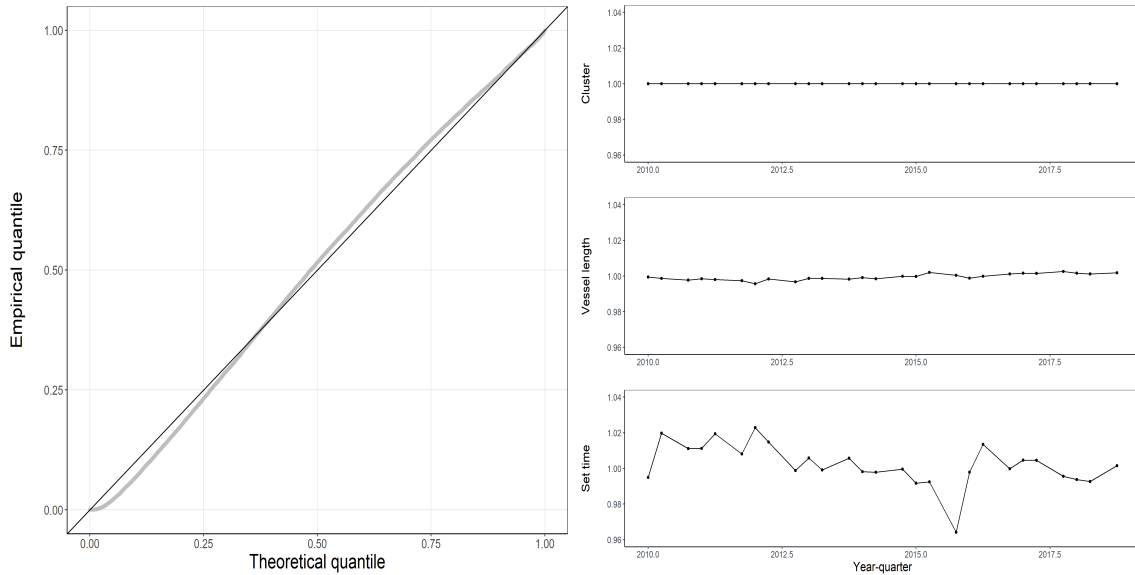 1.00
0.75
0.50
0.25
0.00
Empirical quantile
0.00 0.25 0.50 0.75 1.00
Theoretical quantile
1.04
1.02
1.00
0.98
0.96
Cluster
2010.0 2012.5 2015.0 2017.5
1.04
1.02
1.00
0.98
0.96
Vessel length
2010.0 2012.5 2015.0 2017.5
1.04
1.02
1.00
0.98
0.96
Set time
2010.0 2012.5 2015.0 2017.5
Year-quarter